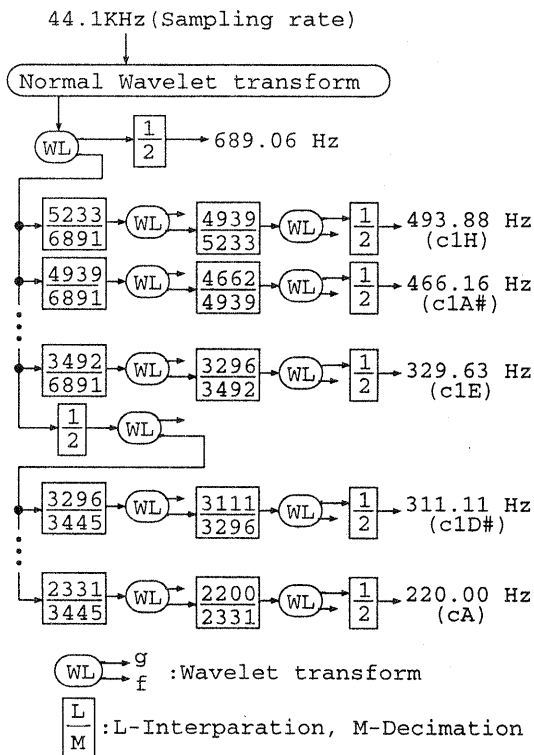 44.1KHz(Sampling rate)
Normal Wavelet transform
WL 1/2 689.06 Hz
5233/6891 WL 4939/5233 WL 1/2 493.88 Hz
(c1H)
4939/6891 WL 4662/4939 WL 1/2 466.16 Hz
(c1A#)
3492/6891 WL 3296/3492 WL 1/2 329.63 Hz
(c1E)
1/2 WL
3296/3445 WL 3111/3296 WL 1/2 311.11 Hz
(c1D#)
2331/3445 WL 2200/2331 WL 1/2 220.00 Hz
(cA)
WL g f :Wavelet transform
L/M :L-Interparation, M-Decimation